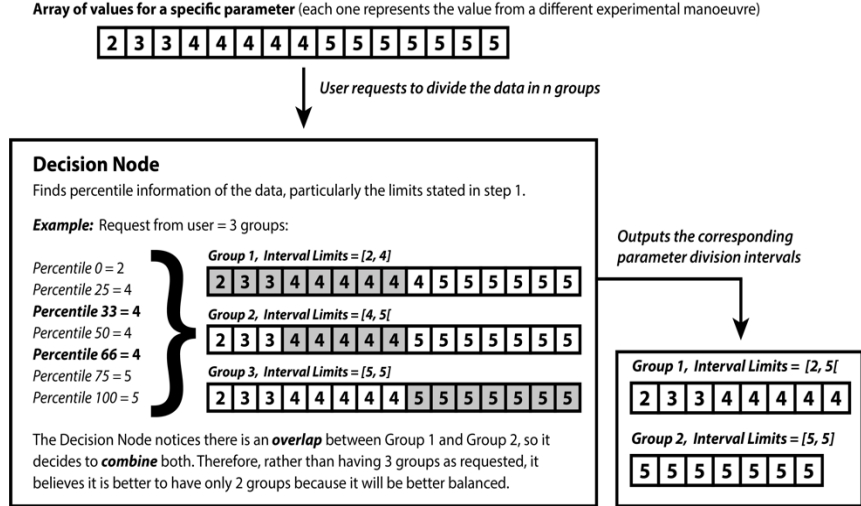 Array of values for a specific parameter (each one represents the value from a different experimental manoeuvre)
2 3 3 4 4 4 4 4 5 5 5 5 5 5 5
User requests to divide the data in n groups
Decision Node
Finds percentile information of the data, particularly the limits stated in step 1.
Example: Request from user = 3 groups:
Percentile 0 = 2
Percentile 25 = 4
Percentile 33 = 4
Percentile 50 = 4
Percentile 66 = 4
Percentile 75 = 5
Percentile 100 = 5
}
Group 1, Interval Limits = [2, 4]
2 3 3 4 4 4 4 4 4 5 5 5 5 5 5
Group 2, Interval Limits = [4, 5[
2 3 3 4 4 4 4 4 5 5 5 5 5 5 5
Group 3, Interval Limits = [5, 5]
2 3 3 4 4 4 4 4 5 5 5 5 5 5 5
The Decision Node notices there is an overlap between Group 1 and Group 2, so it
decides to combine both. Therefore, rather than having 3 groups as requested, it
believes it is better to have only 2 groups because it will be better balanced.
Outputs the corresponding
parameter division intervals
Group 1, Interval Limits = [2, 5[
2 3 3 4 4 4 4 4
Group 2, Interval Limits = [5, 5]
5 5 5 5 5 5 5